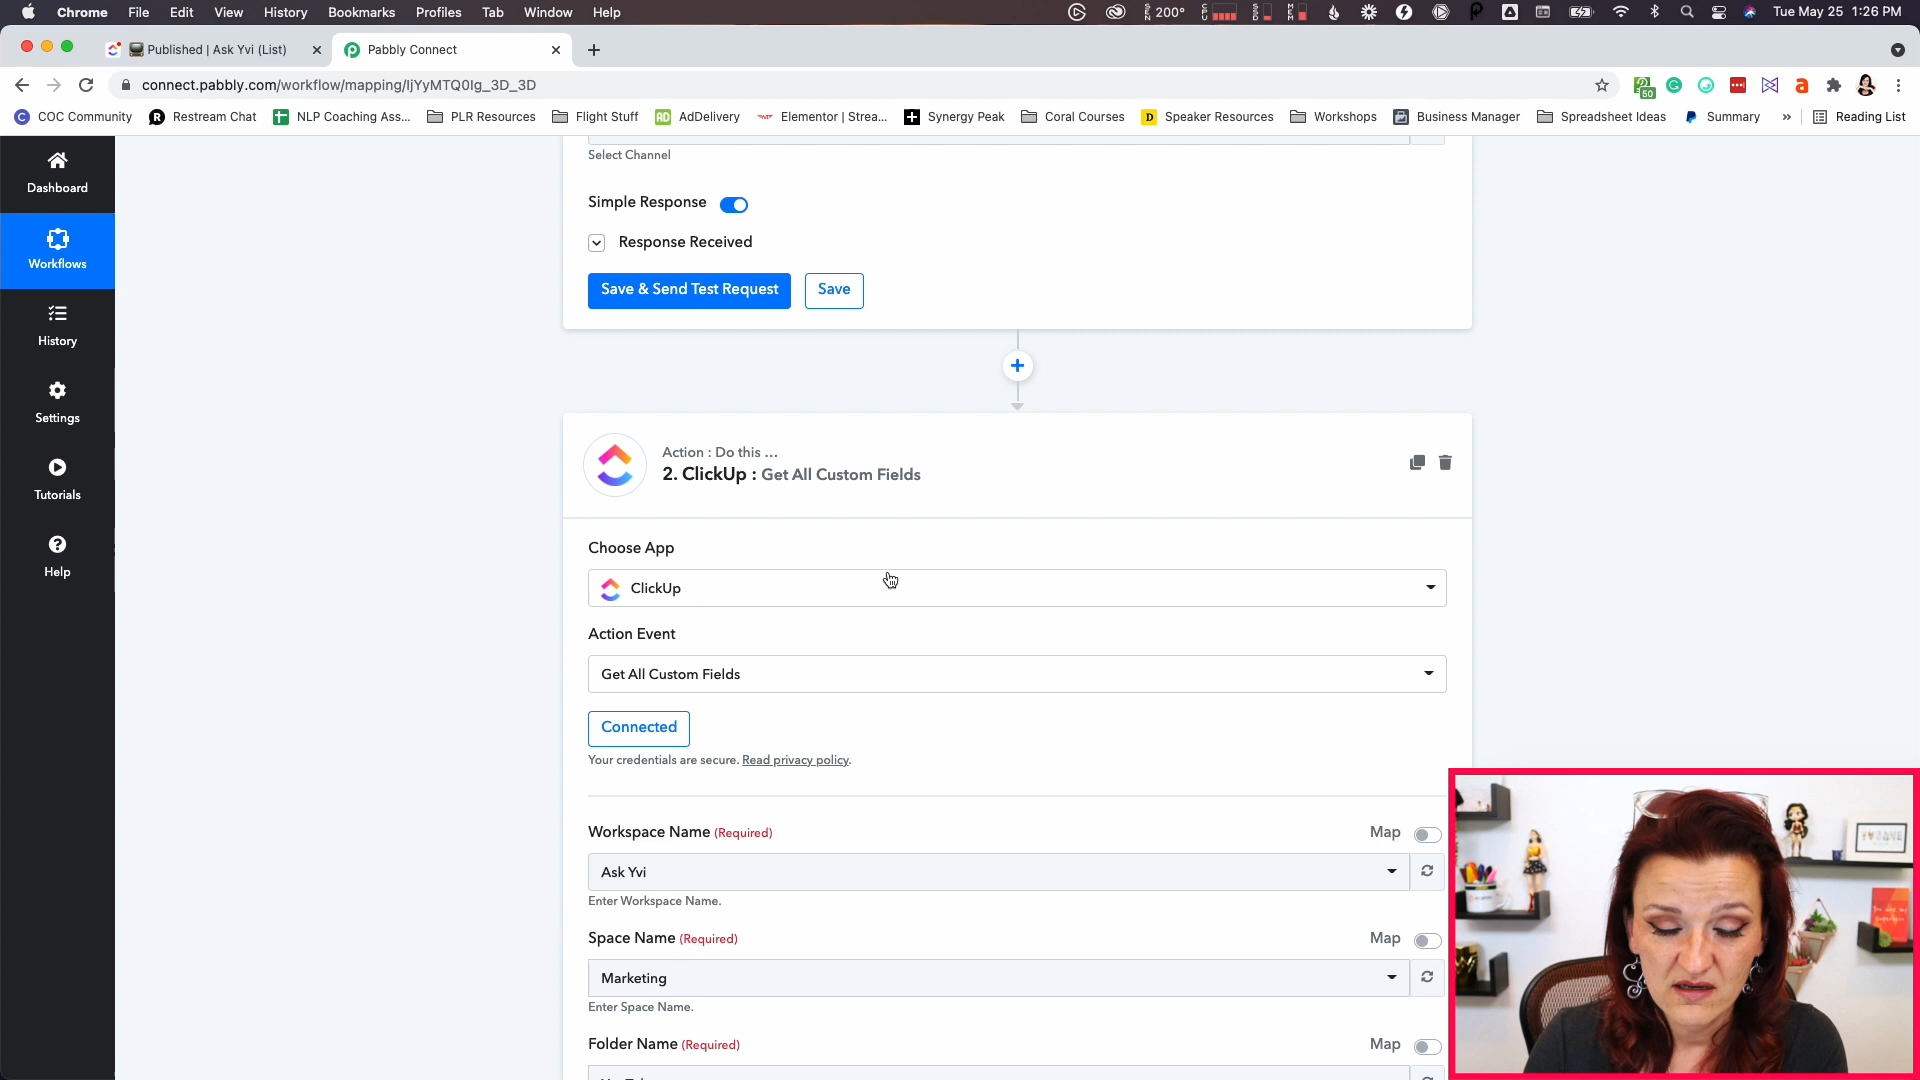 Chrome File Edit View History Bookmarks Profiles Tab Window Help 200° Tue May 25 1:26 PM
Published | Ask Yvi (List) Pabbly Connect
connect.pabbly.com/workflow/mapping/IjYyMTQ0Ig_3D_3D
50
COC Community Restream Chat NLP Coaching Ass... PLR Resources Flight Stuff AdDelivery Elementor | Strea... Synergy Peak Coral Courses Speaker Resources Workshops Business Manager Spreadsheet Ideas Summary » Reading List
Dashboard
Workflows
History
Settings
Tutorials
Help
Select Channel
Simple Response
Response Received
Save & Send Test Request Save
Action : Do this ...
2. ClickUp : Get All Custom Fields
Choose App
ClickUp
Action Event
Get All Custom Fields
Connected
Your credentials are secure. Read privacy policy.
Workspace Name (Required) Map
Ask Yvi
Enter Workspace Name.
Space Name (Required) Map
Marketing
Enter Space Name.
Folder Name (Required) Map